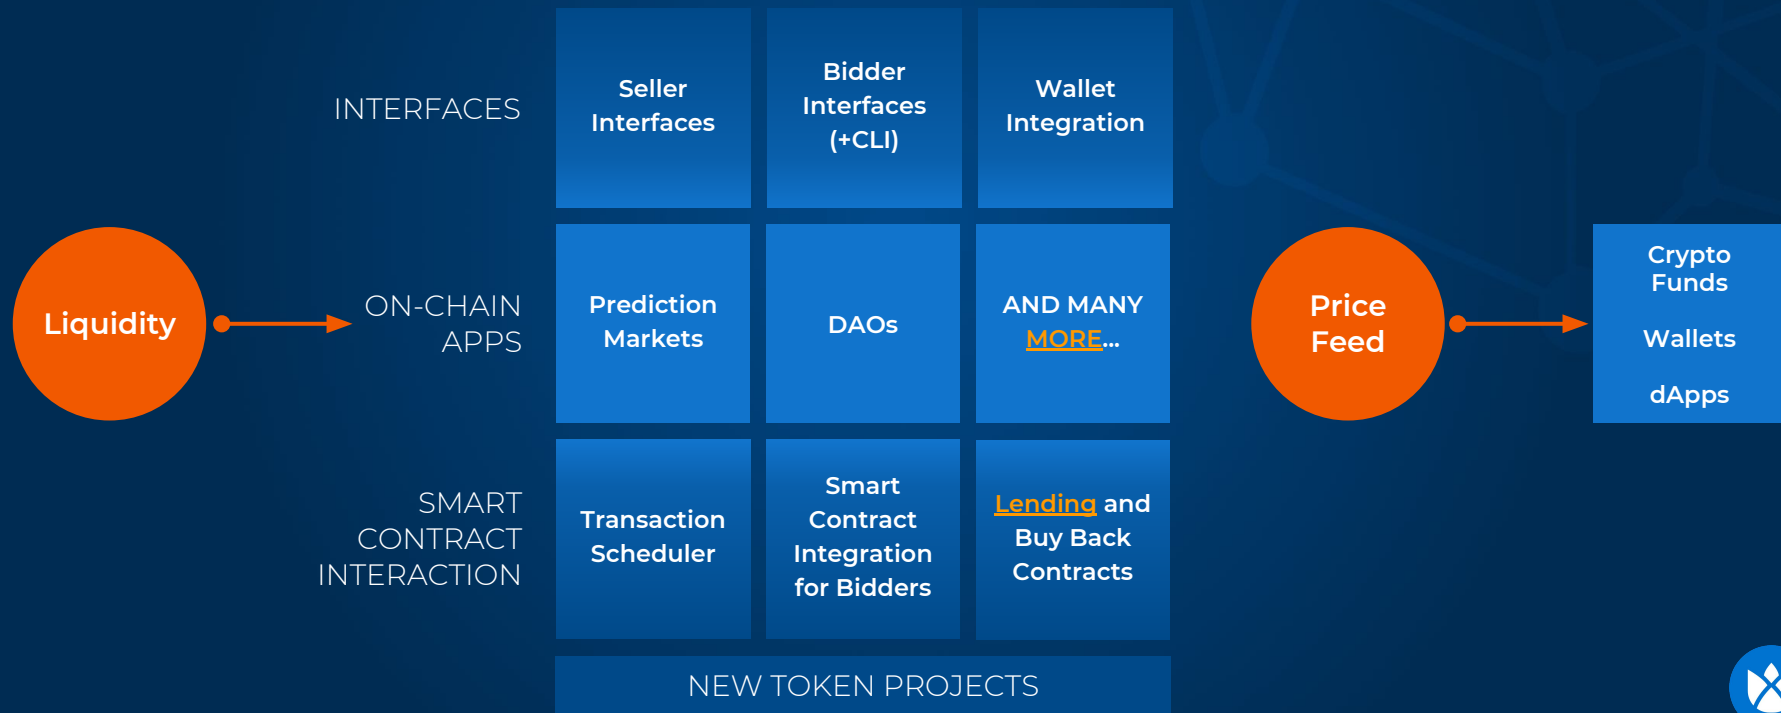 INTERFACES
Seller
Interfaces
Bidder
Interfaces
(+CLI)
Wallet
Integration
Liquidity
ON-CHAIN
APPS
Prediction
Markets
DAOs
AND MANY
MORE...
Price
Feed
Crypto
Funds
Wallets
dApps
SMART
CONTRACT
INTERACTION
Transaction
Scheduler
Smart
Contract
Integration
for Bidders
Lending and
Buy Back
Contracts
NEW TOKEN PROJECTS